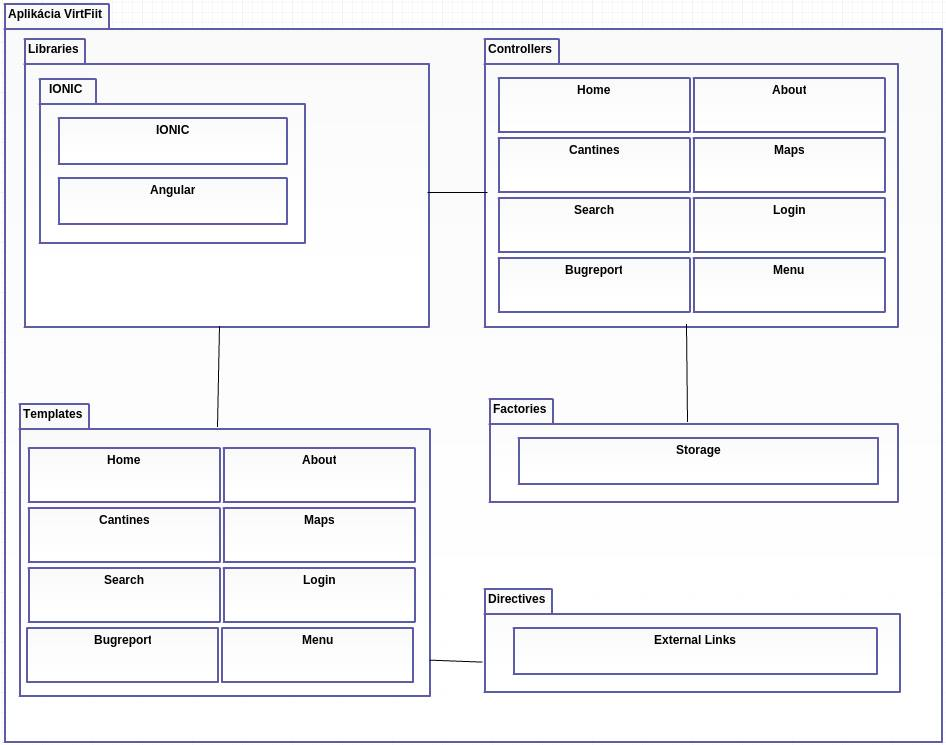 Aplikácia VirtFiit
Libraries
IONIC
IONIC
Angular
Controllers
Home
About
Cantines
Maps
Search
Login
Bugreport
Menu
Templates
Home
About
Cantines
Maps
Search
Login
Bugreport
Menu
Factories
Storage
Directives
External Links